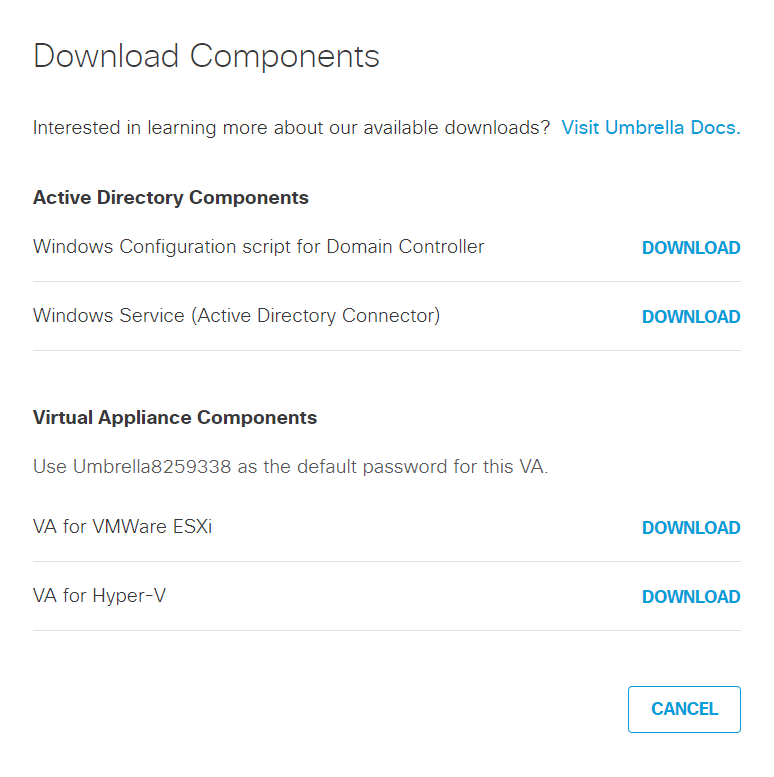 Download Components
Interested in learning more about our available downloads? Visit Umbrella Docs.
Active Directory Components
Windows Configuration script for Domain Controller DOWNLOAD
Windows Service (Active Directory Connector) DOWNLOAD
Virtual Appliance Components
Use Umbrella8259338 as the default password for this VA.
VA for VMWare ESXi DOWNLOAD
VA for Hyper-V DOWNLOAD
CANCEL